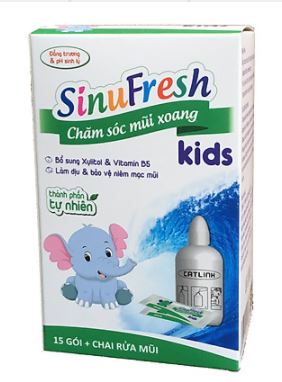 Đẳng trương
& pH sinh lý
SinuFresh
Chăm sóc mũi xoang
kids
Bổ sung Xylitol & Vitamin B5
Làm dịu & bảo vệ niêm mạc mũi
thành phần
tự nhiên
CATLINH
15 GÓI + CHAI RỬA MŨI